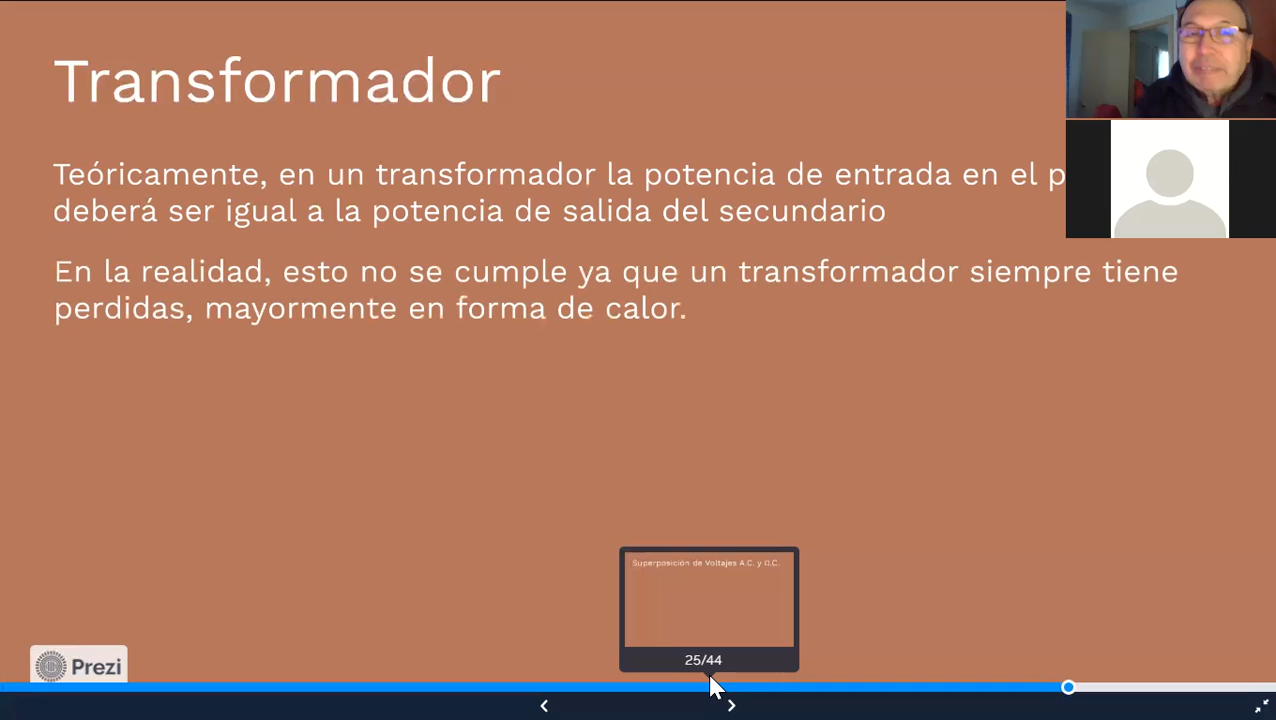 Transformador
Teóricamente, en un transformador la potencia de entrada en el p
deberá ser igual a la potencia de salida del secundario
En la realidad, esto no se cumple ya que un transformador siempre tiene
perdidas, mayormente en forma de calor.
Superposición de Voltajes A.C. y D.C.
25/44
Prezi